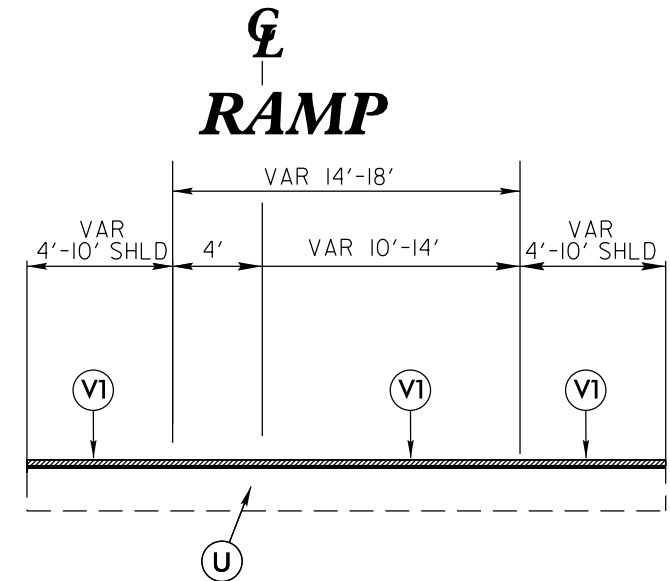 CL
RAMP
VAR 14'-18'
VAR
4'-10' SHLD
4'
VAR 10'-14'
VAR
4'-10' SHLD
V1
V1
V1
U